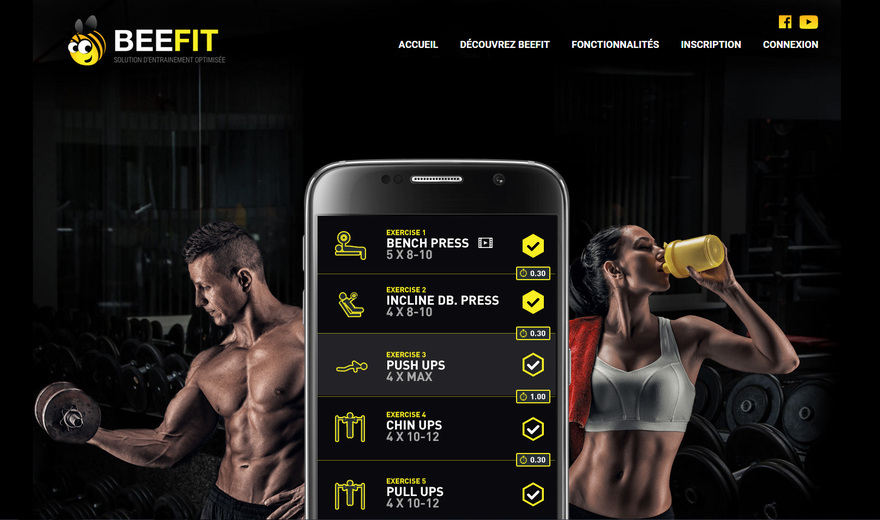 BEEFIT
SOLUTION D'ENTRAINEMENT OPTIMISÉE
ACCUEIL
DÉCOUVREZ BEEFIT
FONCTIONNALITÉS
INSCRIPTION
CONNEXION
EXERCISE 1
BENCH PRESS
5 X 8-10
0.30
EXERCISE 2
INCLINE DB. PRESS
4 X 8-10
0.30
EXERCISE 3
PUSH UPS
4 X MAX
1.00
EXERCISE 4
CHIN UPS
4 X 10-12
0.30
EXERCISE 5
PULL UPS
4 X 10-12